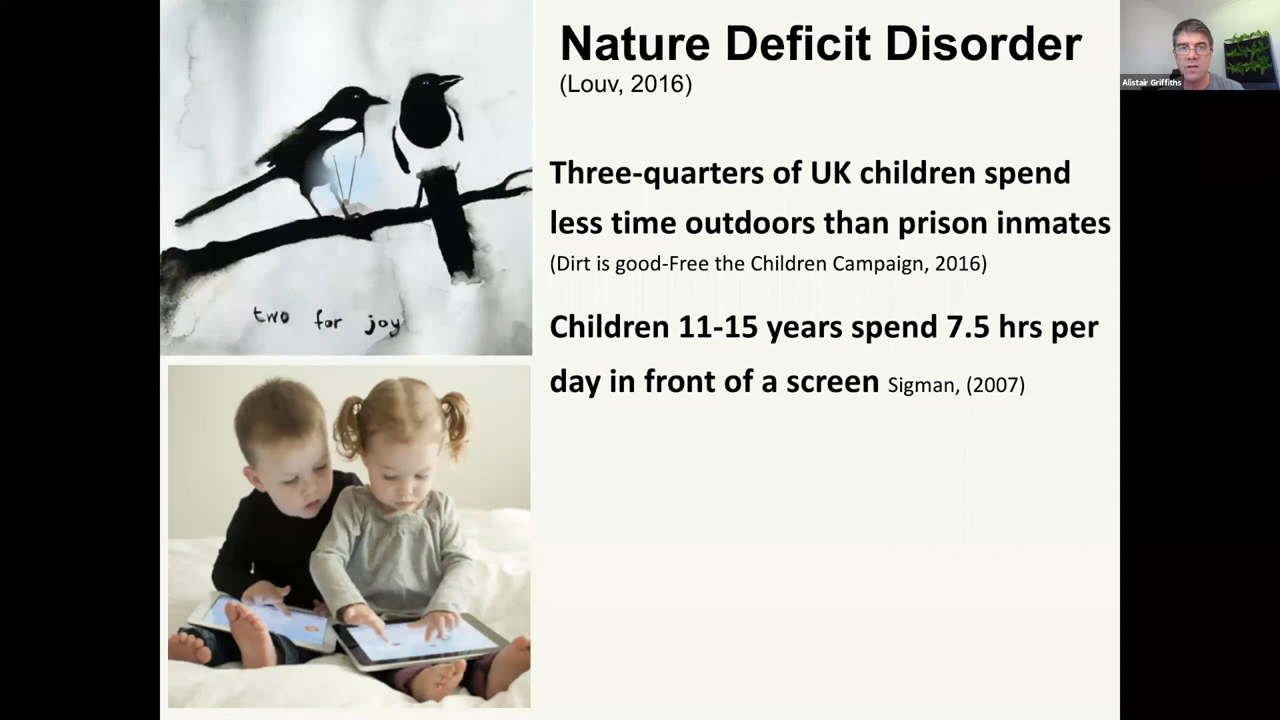 Nature Deficit Disorder
(Louv, 2016)
Alistair Griffiths
Three-quarters of UK children spend
less time outdoors than prison inmates
(Dirt is good-Free the Children Campaign, 2016)
Children 11-15 years spend 7.5 hrs per
day in front of a screen Sigman, (2007)
two for joy